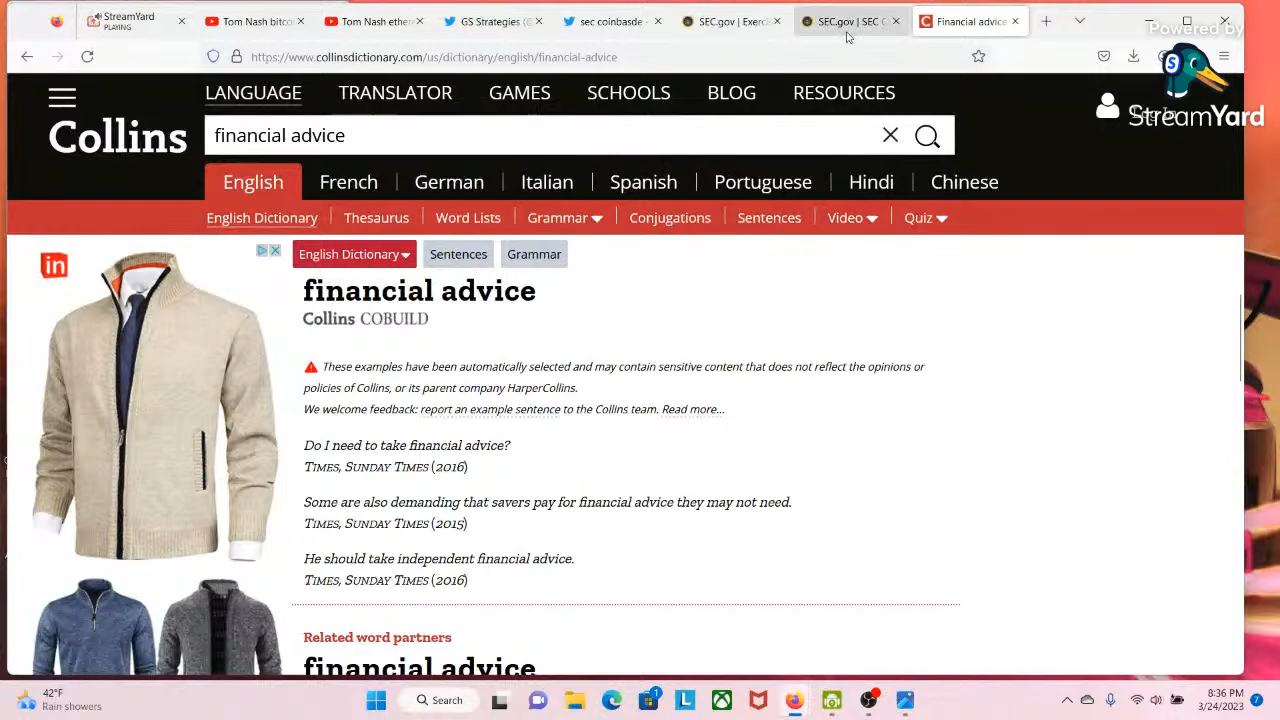 StreamYard
PLAYING
Tom Nash bitco
Tom Nash ether
GS Strategies (@
sec coinbasde -
SEC.gov | Exerci
SEC.gov | SEC C
Financial advice
Powered by
https://www.collinsdictionary.com/us/dictionary/english/financial-advice
LANGUAGE TRANSLATOR GAMES SCHOOLS BLOG RESOURCES
Collins
financial advice
Log In
StreamYard
English French German Italian Spanish Portuguese Hindi Chinese
English Dictionary Thesaurus Word Lists Grammar Conjugations Sentences Video Quiz
in
English Dictionary Sentences Grammar
financial advice
Collins COBUILD
These examples have been automatically selected and may contain sensitive content that does not reflect the opinions or
policies of Collins, or its parent company HarperCollins.
We welcome feedback: report an example sentence to the Collins team. Read more...
Do I need to take financial advice?
TIMES, SUNDAY TIMES (2016)
Some are also demanding that savers pay for financial advice they may not need.
TIMES, SUNDAY TIMES (2015)
He should take independent financial advice.
TIMES, SUNDAY TIMES (2016)
Related word partners
financial advice
42°F
Rain showers
Search
1
8:36 PM
3/24/2023
7